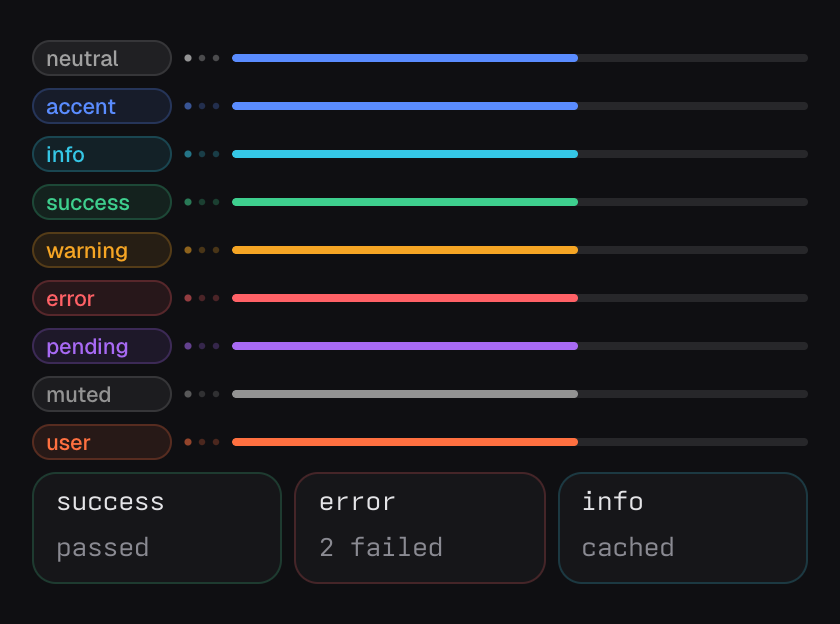 neutral
accent
info
success
warning
error
pending
muted
user
success
passed
error
2 failed
info
cached